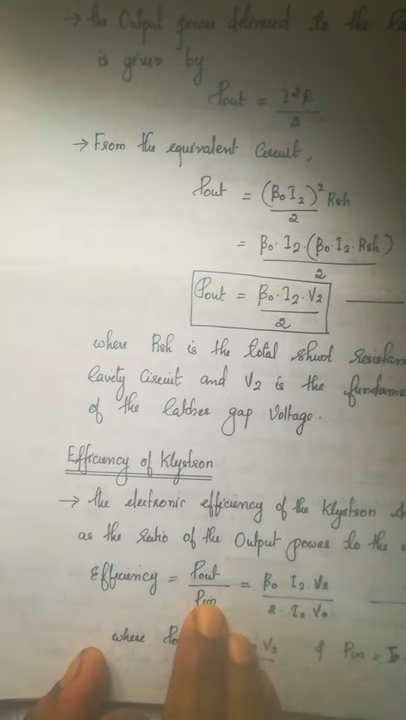 → the Output power delivered to the
is given by
Pout = I²R / 2
→ From the equivalent Circuit,
Pout = (β₀I₂)² Rsh / 2
= β₀·I₂·(β₀·I₂·Rsh) / 2
Pout = β₀·I₂·V₂ / 2
where Rsh is the total Shunt
Cavity Circuit and V₂ is the
of the Catcher gap Voltage.
Efficiency of Klystron
→ the electronic efficiency of the Klystron
as the Ratio of the Output power to the
Efficiency = Pout / Pin = β₀ I₂ V₂ / 2 I₀ V₀
where V₂ & Pin = I₀